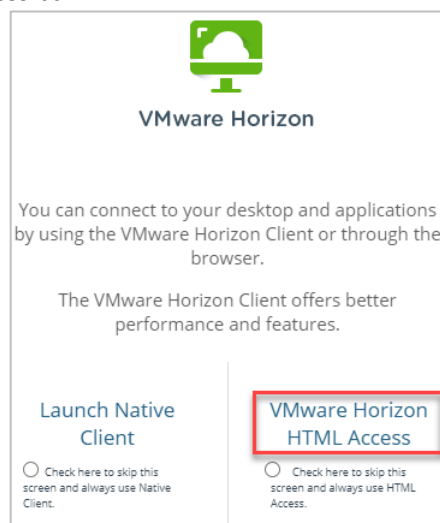 VMware Horizon
You can connect to your desktop and applications
by using the VMware Horizon Client or through the
browser.
The VMware Horizon Client offers better
performance and features.
Launch Native
Client
Check here to skip this
screen and always use Native
Client.
VMware Horizon
HTML Access
Check here to skip this
screen and always use HTML
Access.